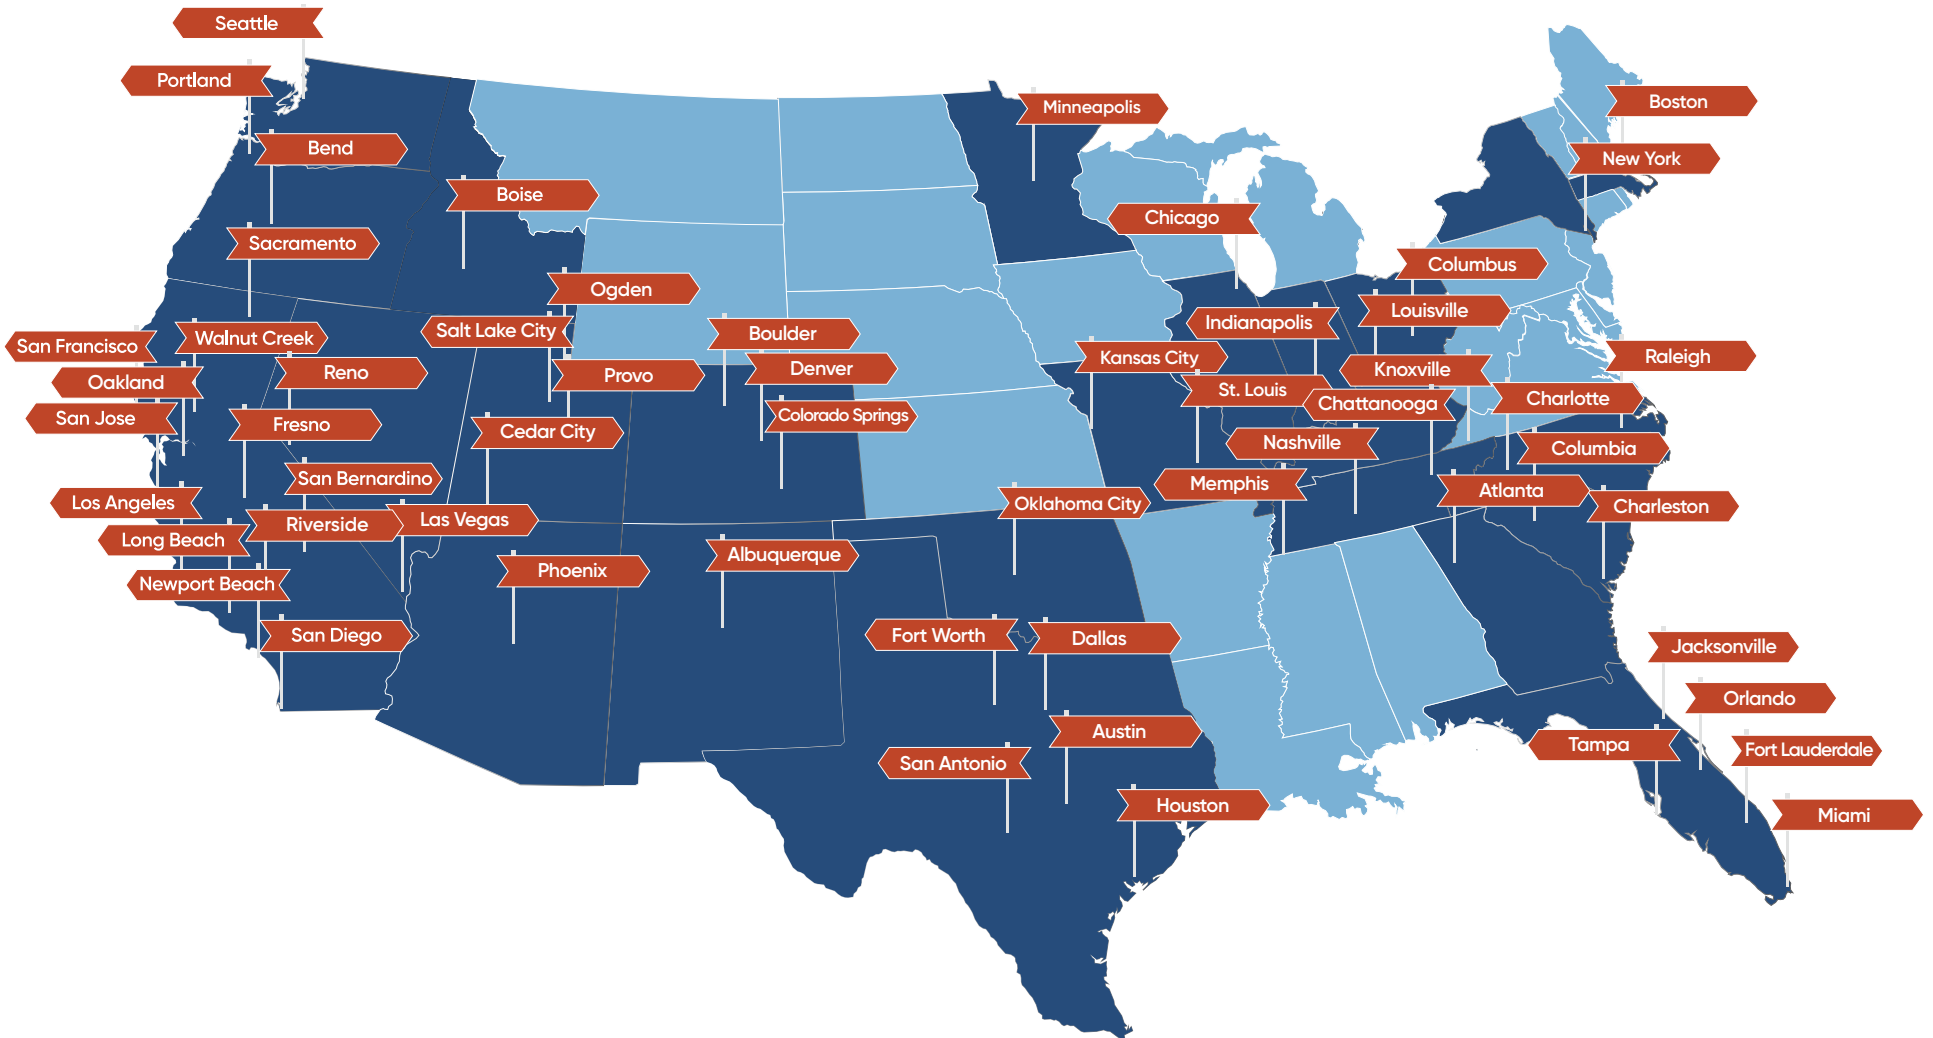 Seattle
Portland
Boston
Minneapolis
Bend
New York
Boise
Chicago
Sacramento
Columbus
Ogden
Louisville
Indianapolis
Salt Lake City
Boulder
Walnut Creek
San Francisco
Raleigh
Kansas City
Denver
Knoxville
Reno
Provo
Oakland
St. Louis
Charlotte
Chattanooga
Colorado Springs
San Jose
Fresno
Cedar City
Nashville
Columbia
San Bernardino
Memphis
Atlanta
Los Angeles
Oklahoma City
Charleston
Las Vegas
Riverside
Long Beach
Albuquerque
Phoenix
Newport Beach
San Diego
Fort Worth
Dallas
Jacksonville
Orlando
Austin
Tampa
Fort Lauderdale
San Antonio
Houston
Miami